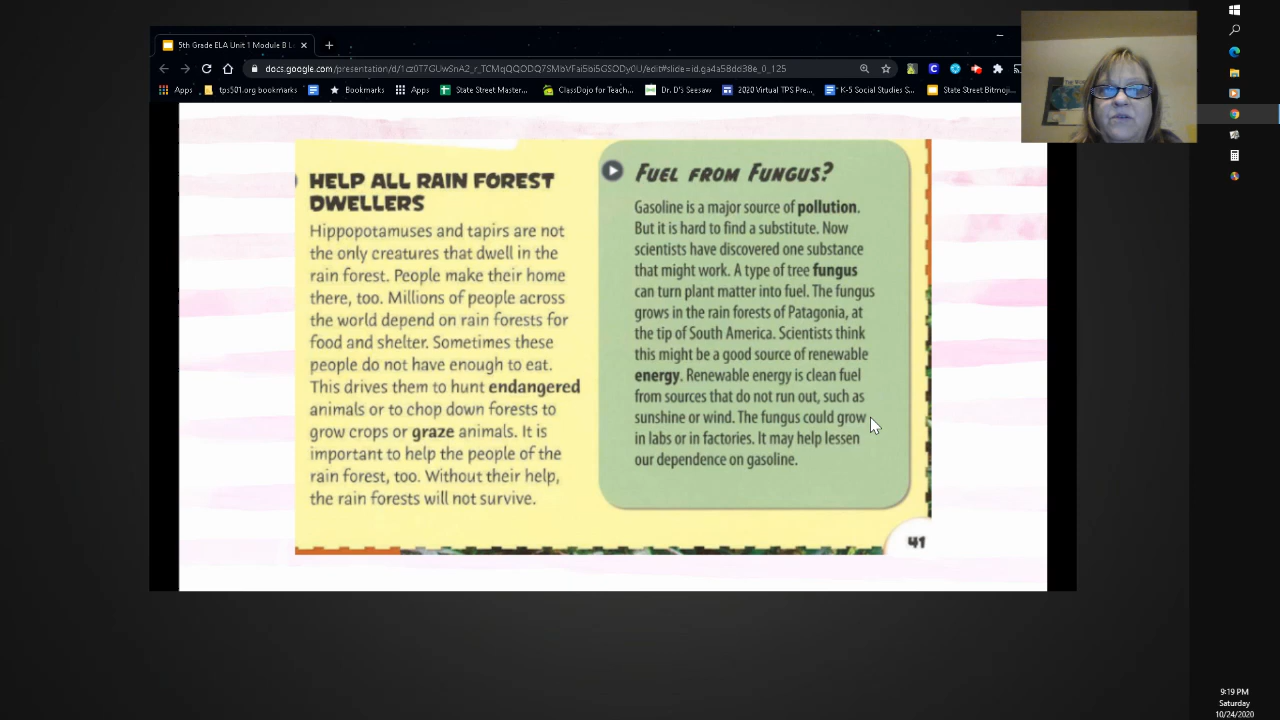 5th Grade ELA Unit 1 Module B L
docs.google.com/presentation/d/1cz0T7GUwSnA2_r_TCMqQQODQ7SMbVFai5bi5GSODy0U/edit#slide=id.ga4a58dd38e_0_125
Apps
tps501.org bookmarks
Bookmarks
Apps
State Street Master...
ClassDojo for Teach...
Dr. D's Seesaw
2020 Virtual TPS Pre...
K-5 Social Studies S...
State Street Bitmoji...
HELP ALL RAIN FOREST
DWELLERS
Hippopotamuses and tapirs are not
the only creatures that dwell in the
rain forest. People make their home
there, too. Millions of people across
the world depend on rain forests for
food and shelter. Sometimes these
people do not have enough to eat.
This drives them to hunt endangered
animals or to chop down forests to
grow crops or graze animals. It is
important to help the people of the
rain forest, too. Without their help,
the rain forests will not survive.
FUEL FROM FUNGUS?
Gasoline is a major source of pollution.
But it is hard to find a substitute. Now
scientists have discovered one substance
that might work. A type of tree fungus
can turn plant matter into fuel. The fungus
grows in the rain forests of Patagonia, at
the tip of South America. Scientists think
this might be a good source of renewable
energy. Renewable energy is clean fuel
from sources that do not run out, such as
sunshine or wind. The fungus could grow
in labs or in factories. It may help lessen
our dependence on gasoline.
41
9:19 PM
Saturday
10/24/2020